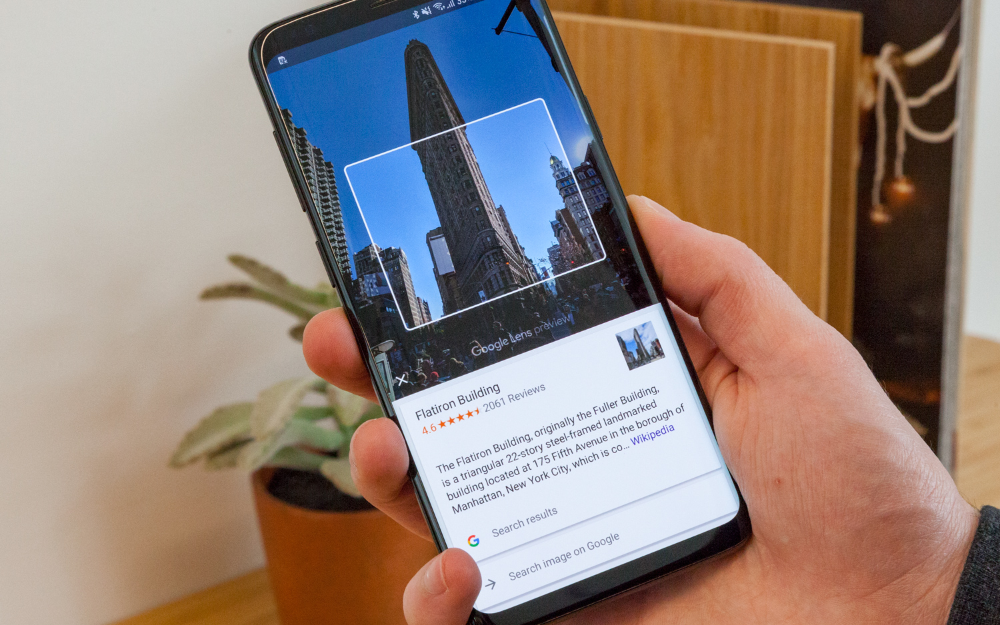 Google Lens preview
Flatiron Building
4.6 2061 Reviews
The Flatiron Building, originally the Fuller Building,
is a triangular 22-story steel-framed landmarked
building located at 175 Fifth Avenue in the borough of
Manhattan, New York City, which is co... Wikipedia
Search results
Search image on Google